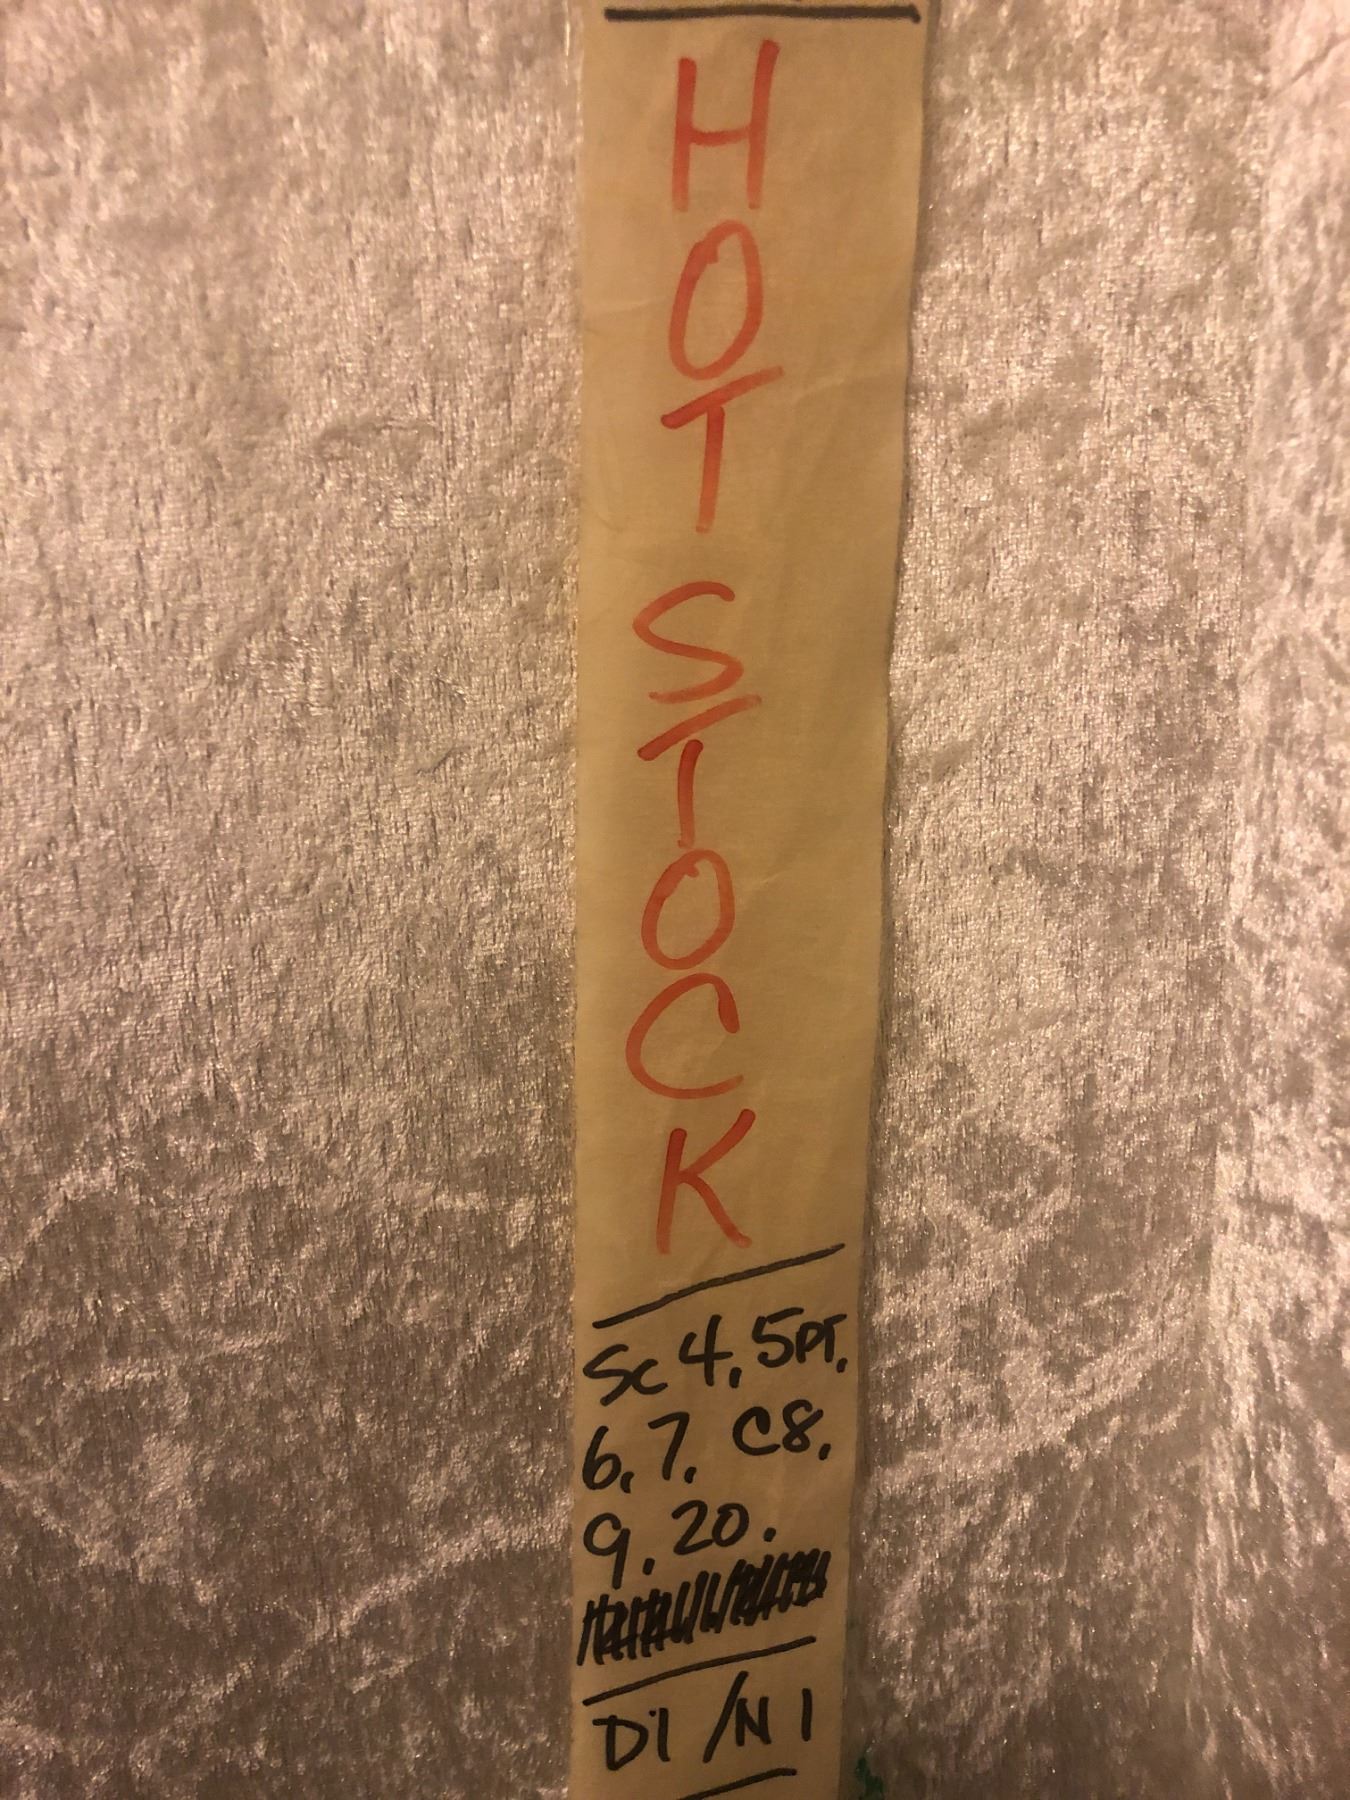 HOT STOCK
Sc 4, 5PT,
6, 7, C8,
9, 20.
D1/N1